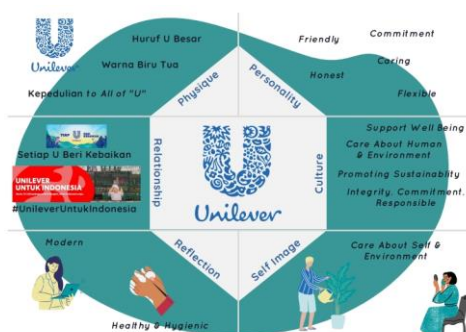 Unilever
Huruf U Besar
Warna Biru Tua
Kepedulian to All of "U"
Physique
Personality
Friendly
Commitment
Caring
Honest
Flexible
Relationship
Setiap U Beri Kebaikan
UNILEVER
UNTUK INDONESIA
#UnileverUntukIndonesia
Unilever
Culture
Support Well Being
Care About Human
& Environment
Promoting Sustainability
Integrity, Commitment,
Responsible
Reflection
Modern
Healthy & Hygienic
Self Image
Care About Self &
Environment